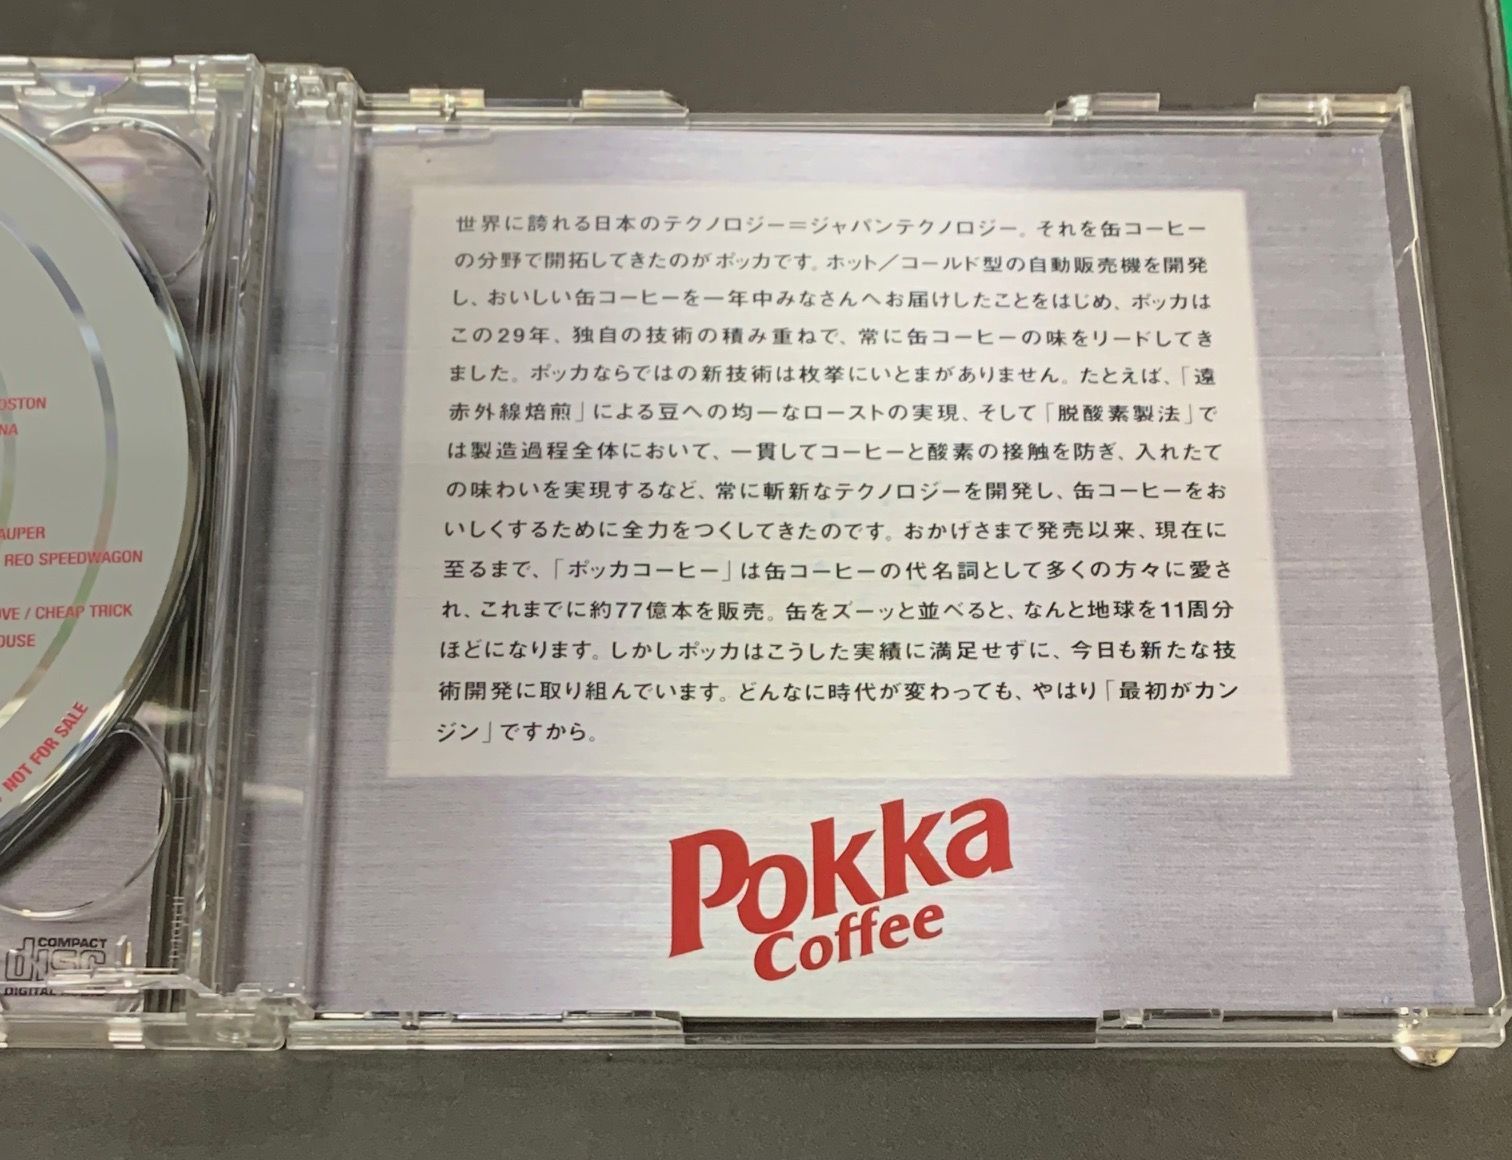 OSTON
NA
AUPER
REO SPEEDWAGON
OVE / CHEAP TRICK
OUSE
NOT FOR SALE
COMPACT
disc
DIGITAL AUDIO
世界に誇れる日本のテクノロジー＝ジャパンテクノロジー。それを缶コーヒー
の分野で開拓してきたのがポッカです。ホット／コールド型の自動販売機を開発
し、おいしい缶コーヒーを一年中みなさんへお届けしたことをはじめ、ポッカは
この29年、独自の技術の積み重ねで、常に缶コーヒーの味をリードしてき
ました。ポッカならではの新技術は枚挙にいとまがありません。たとえば、「遠
赤外線焙煎」による豆への均一なローストの実現、そして「脱酸素製法」で
は製造過程全体において、一貫してコーヒーと酸素の接触を防ぎ、入れたて
の味わいを実現するなど、常に斬新なテクノロジーを開発し、缶コーヒーをお
いしくするために全力をつくしてきたのです。おかげさまで発売以来、現在に
至るまで、「ポッカコーヒー」は缶コーヒーの代名詞として多くの方々に愛さ
れ、これまでに約77億本を販売。缶をズーッと並べると、なんと地球を11周分
ほどになります。しかしポッカはこうした実績に満足せずに、今日も新たな技
術開発に取り組んでいます。どんなに時代が変わっても、やはり「最初がカン
ジン」ですから。
Pokka
Coffee